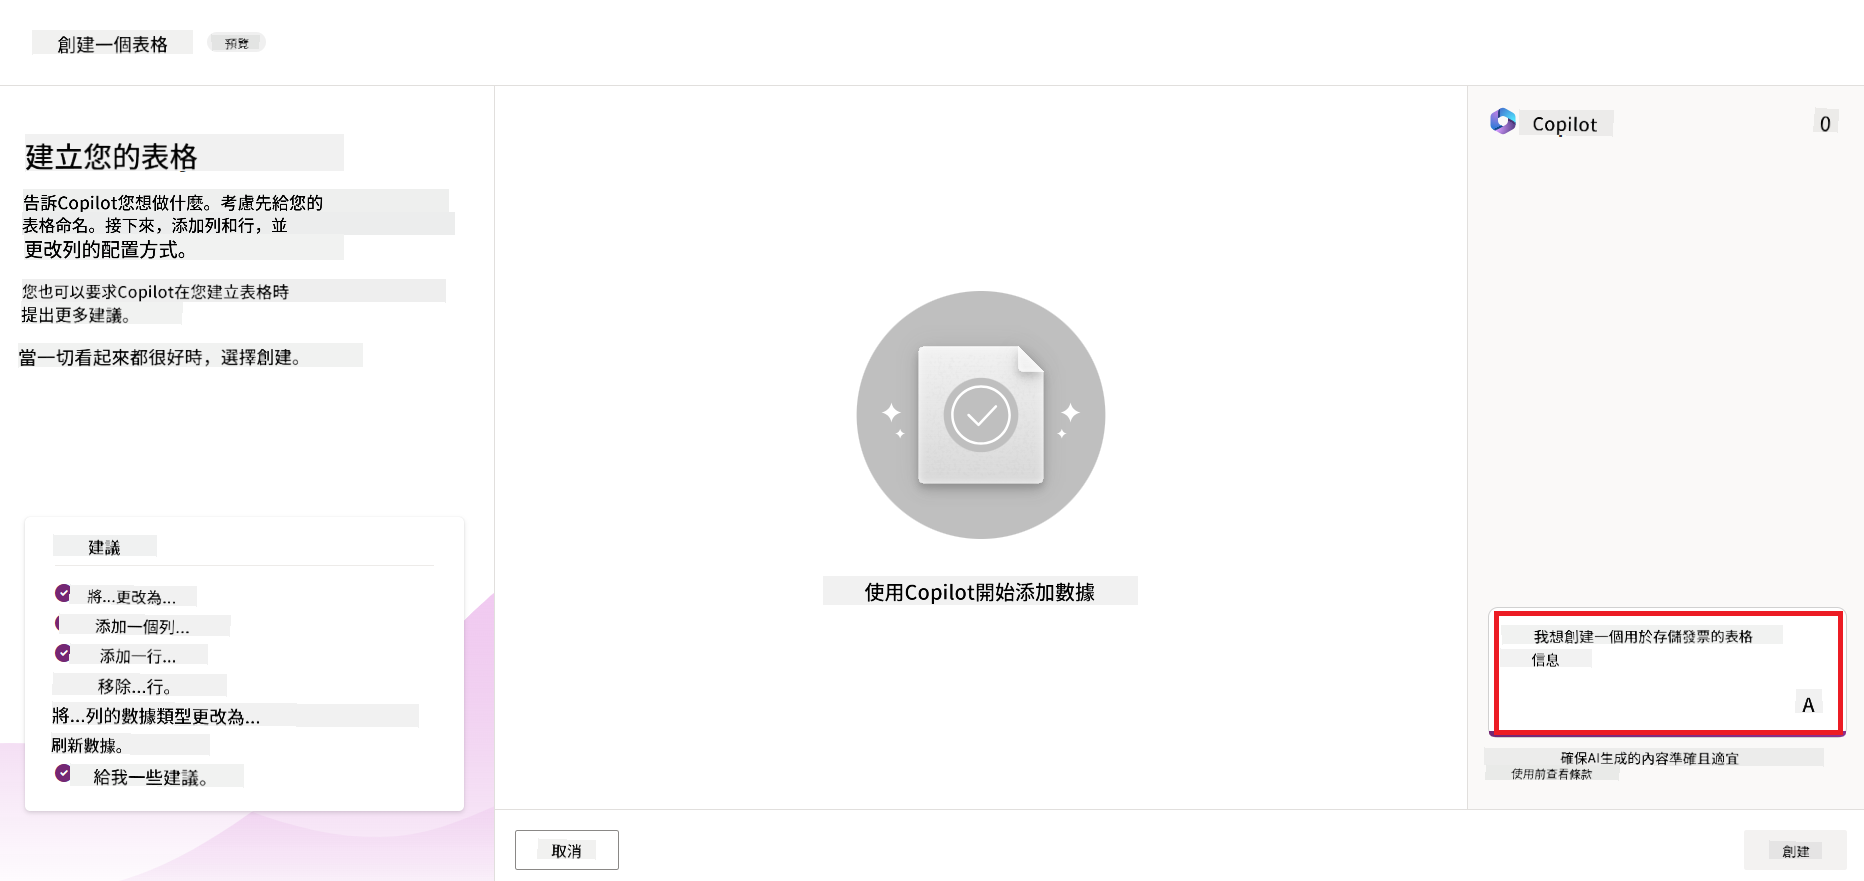 創建一個表格
預覽
建立您的表格
告訴Copilot您想做什麼。考慮先給您的
表格命名。接下來，添加列和行，並
更改列的配置方式。
您也可以要求Copilot在您建立表格時
提出更多建議。
當一切看起來都很好時，選擇創建。
建議
將...更改為...
添加一個列...
添加一行...
移除...行。
將...列的數據類型更改為...
刷新數據。
給我一些建議。
使用Copilot開始添加數據
取消
Copilot
0
我想創建一個用於存儲發票的表格
信息
A
確保AI生成的內容準確且適宜
使用前查看條款
創建